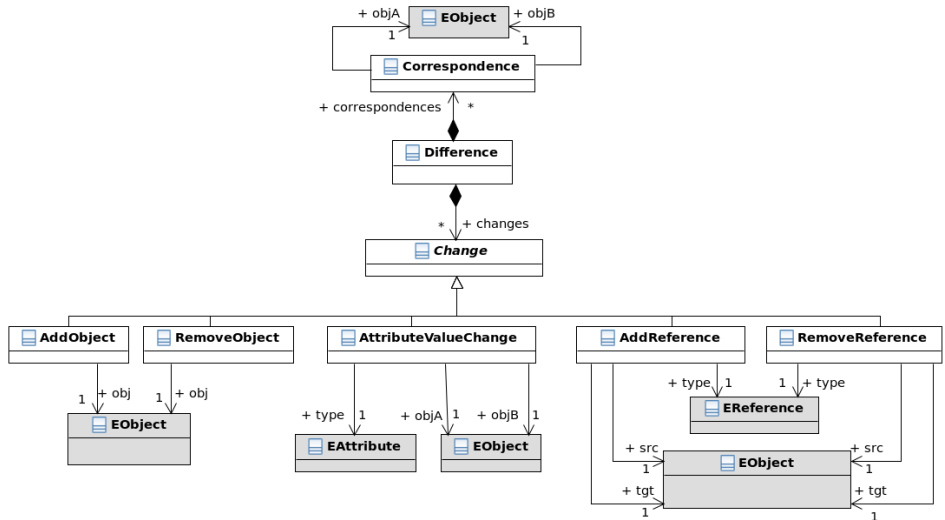 + objA EObject + objB
1 1
Correspondence
+ correspondences *
Difference
* + changes
Change
AddObject RemoveObject AttributeValueChange AddReference RemoveReference
+ type 1 1 + type
1 + obj 1 + obj
EReference
+ type 1 + objA 1 + objB 1
EObject
EAttribute EObject
+ src + src
EObject
1 1
+ tgt + tgt
1 1